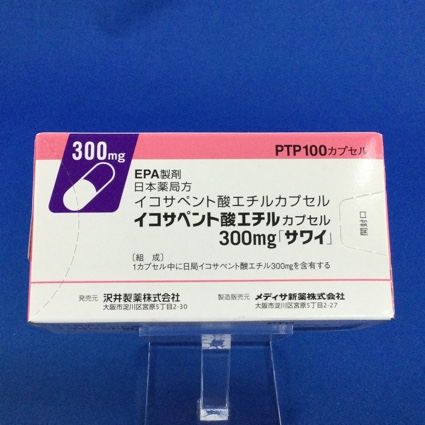 300mg
PTP100カプセル
EPA製剤
日本薬局方
イコサペント酸エチルカプセル
イコサペント酸エチルカプセル
300mg「サワイ」
開封口
〔組成〕
1カプセル中に日局イコサペント酸エチル300mgを含有する
発売元 沢井製薬株式会社
大阪市淀川区宮原5丁目2-30
製造販売元 メディサ新薬株式会社
大阪市淀川区宮原5丁目2-27